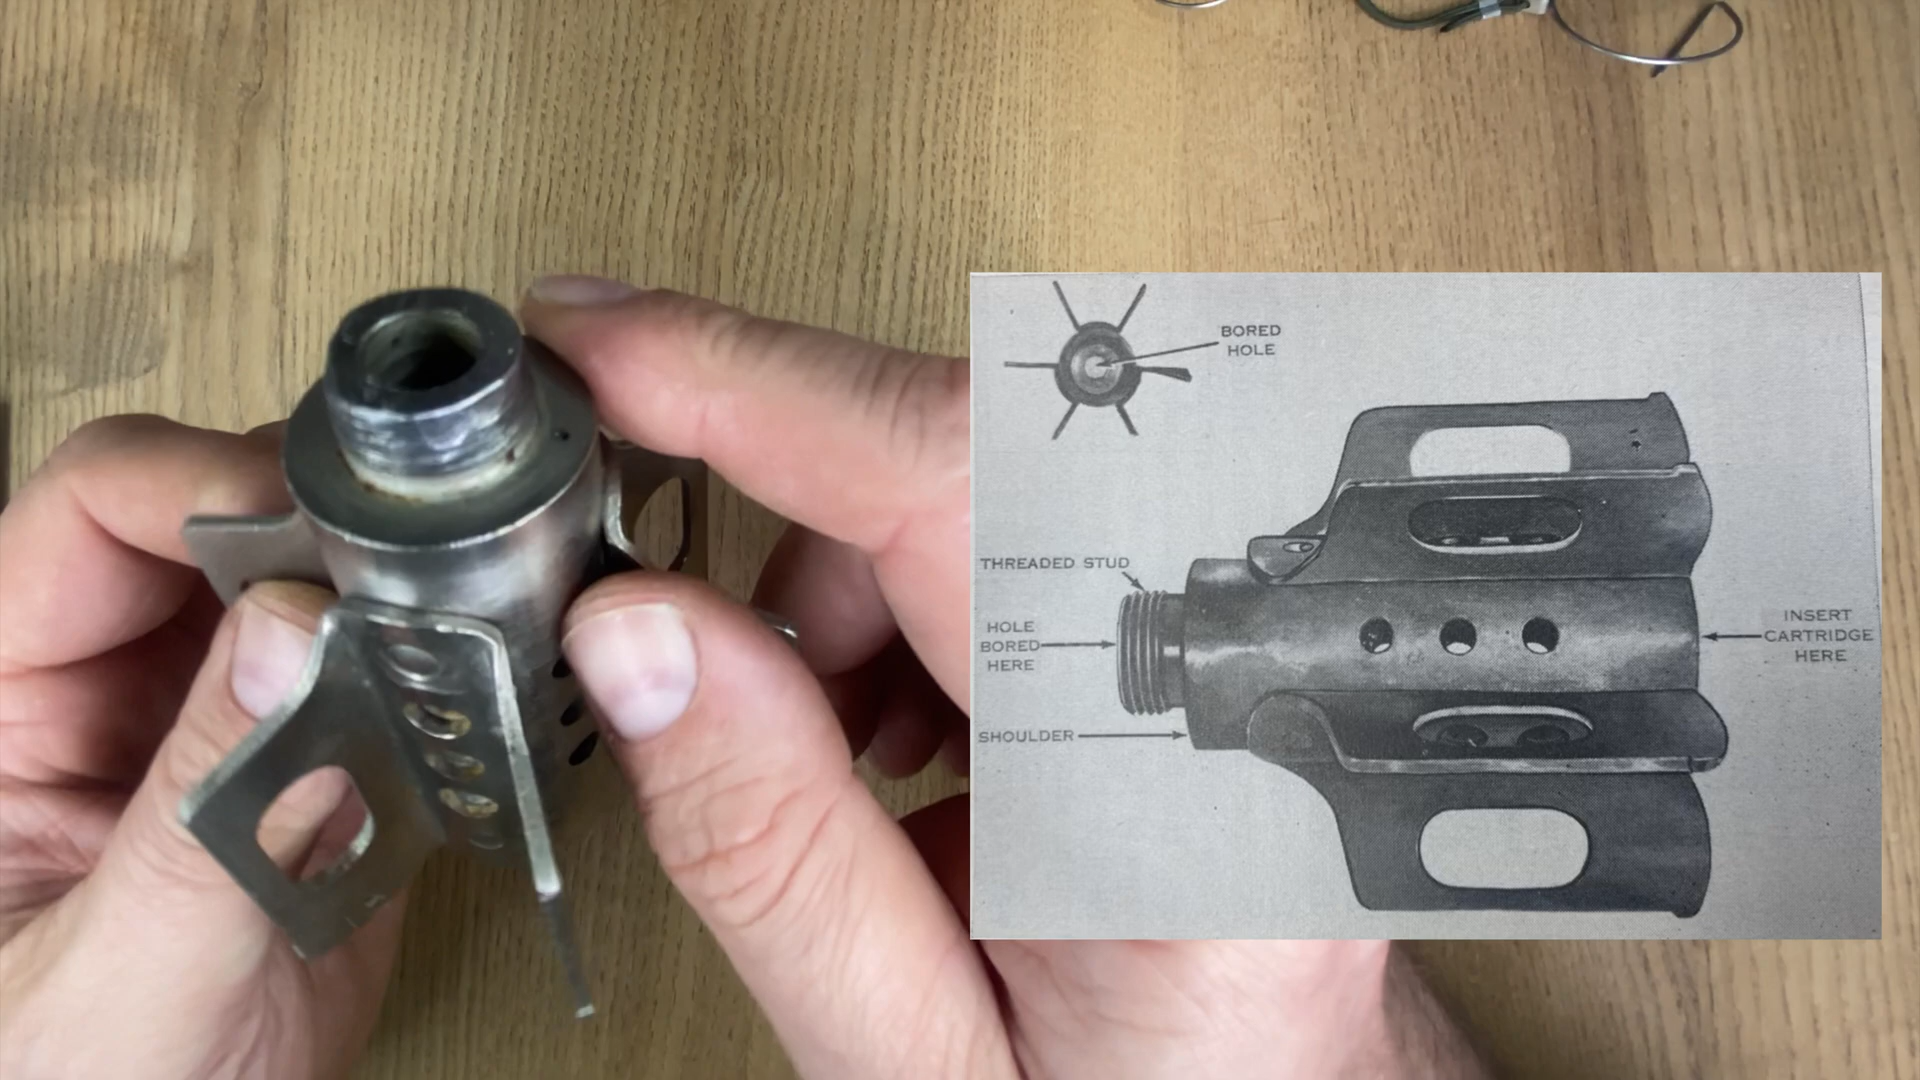 BORED
HOLE
THREADED STUD
HOLE
BORED
HERE
INSERT
CARTRIDGE
HERE
SHOULDER